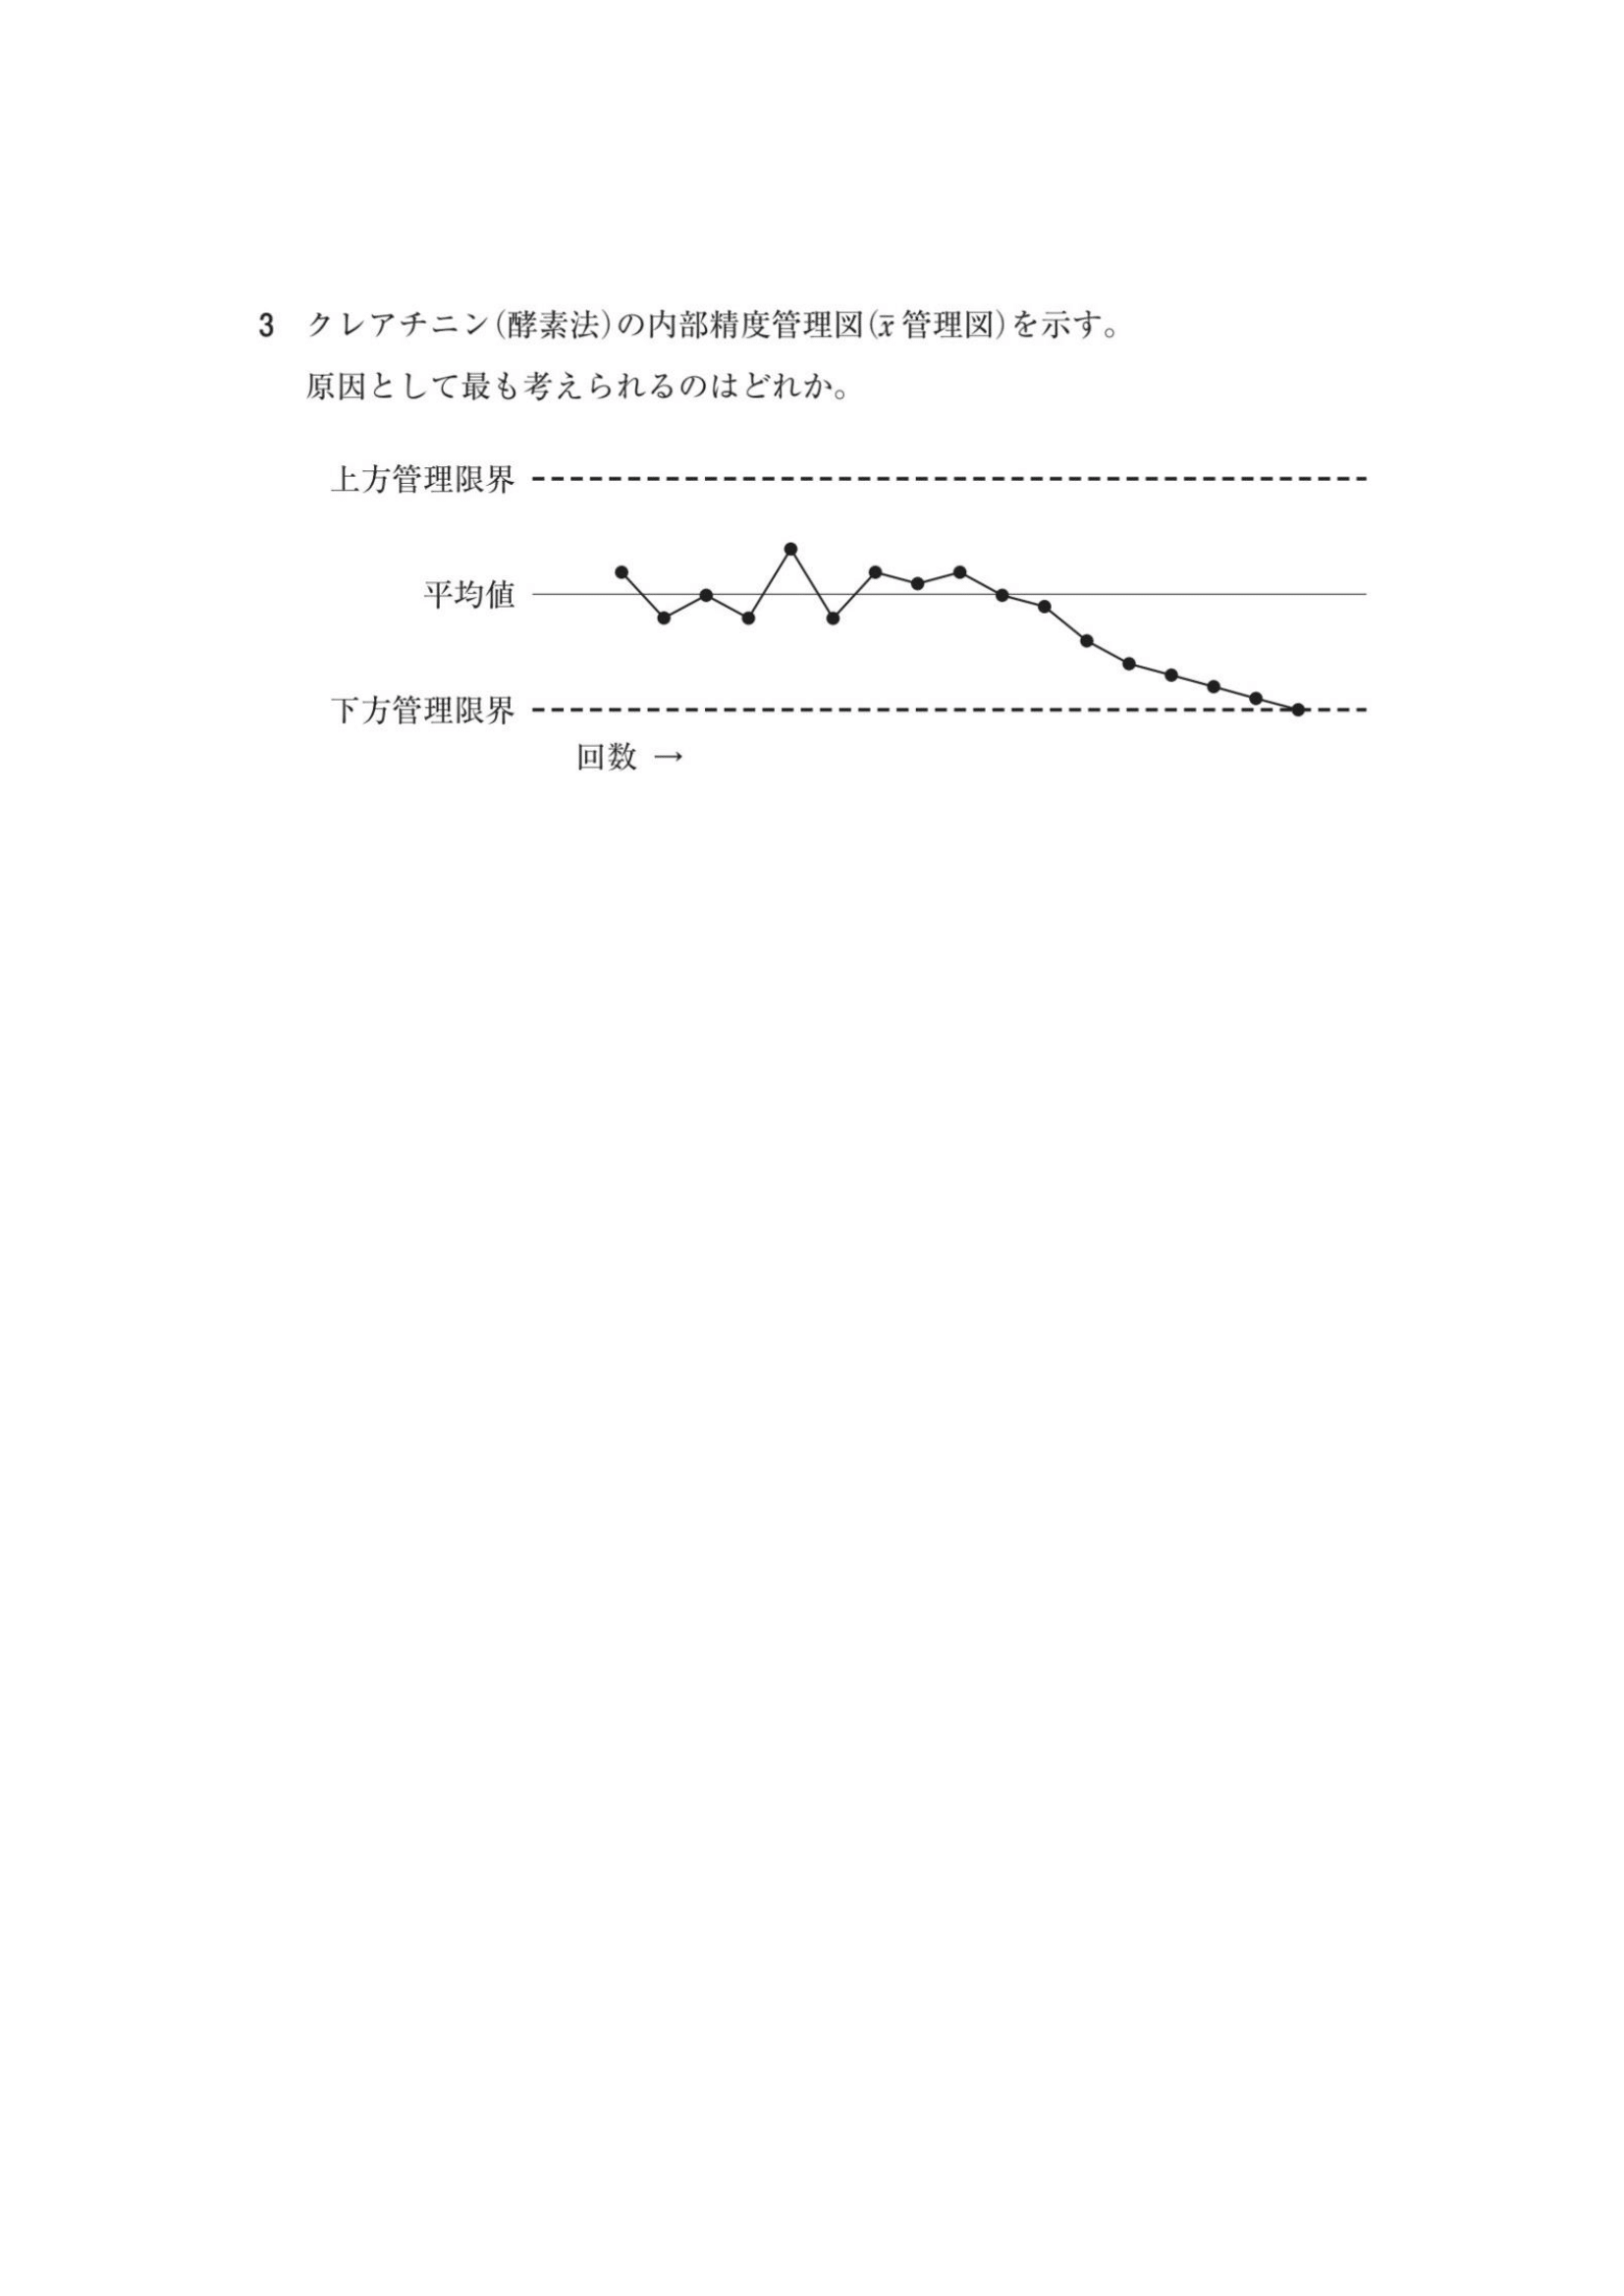 3 クレアチニン(酵素法)の内部精度管理図(x̄ 管理図)を示す。
原因として最も考えられるのはどれか。
上方管理限界
平均値
下方管理限界
回数 →